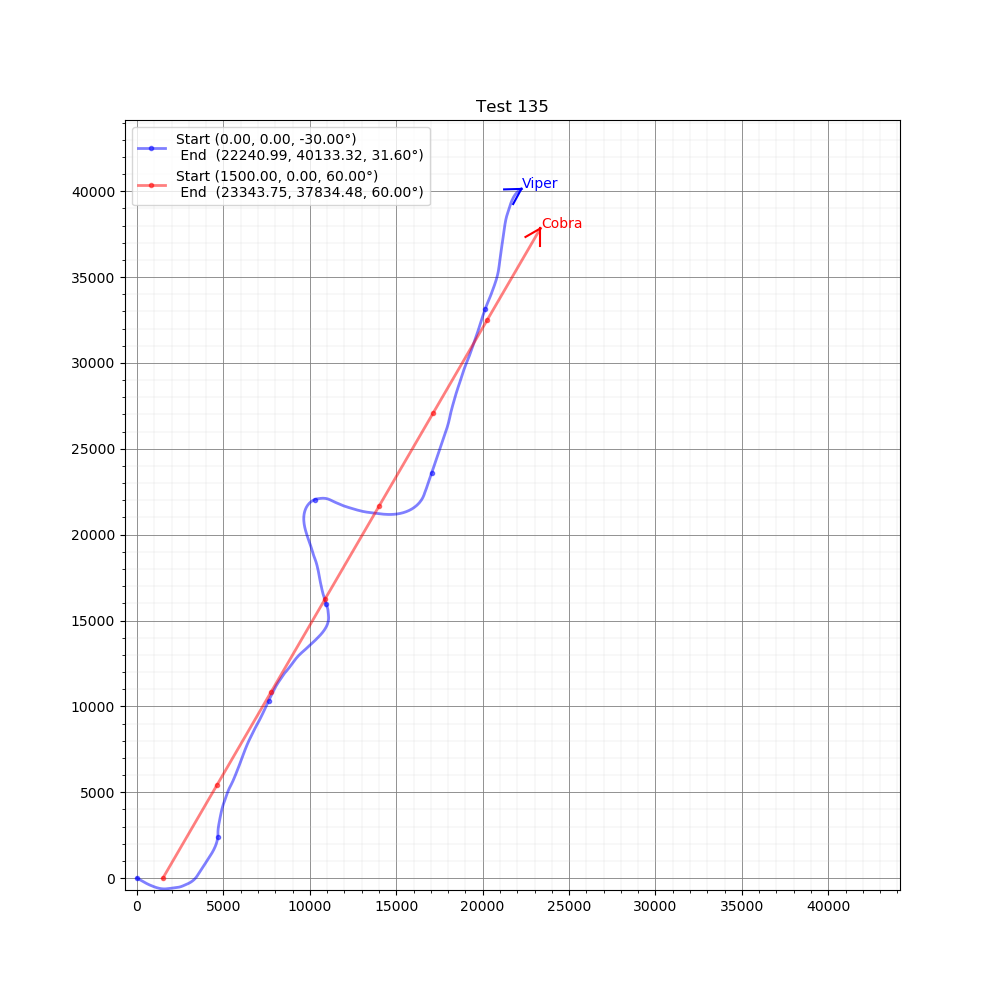 Test 135
Start (0.00, 0.00, -30.00°)
End (22240.99, 40133.32, 31.60°)
Start (1500.00, 0.00, 60.00°)
End (23343.75, 37834.48, 60.00°)
Viper
Cobra
40000
35000
30000
25000
20000
15000
10000
5000
0
0 5000 10000 15000 20000 25000 30000 35000 40000